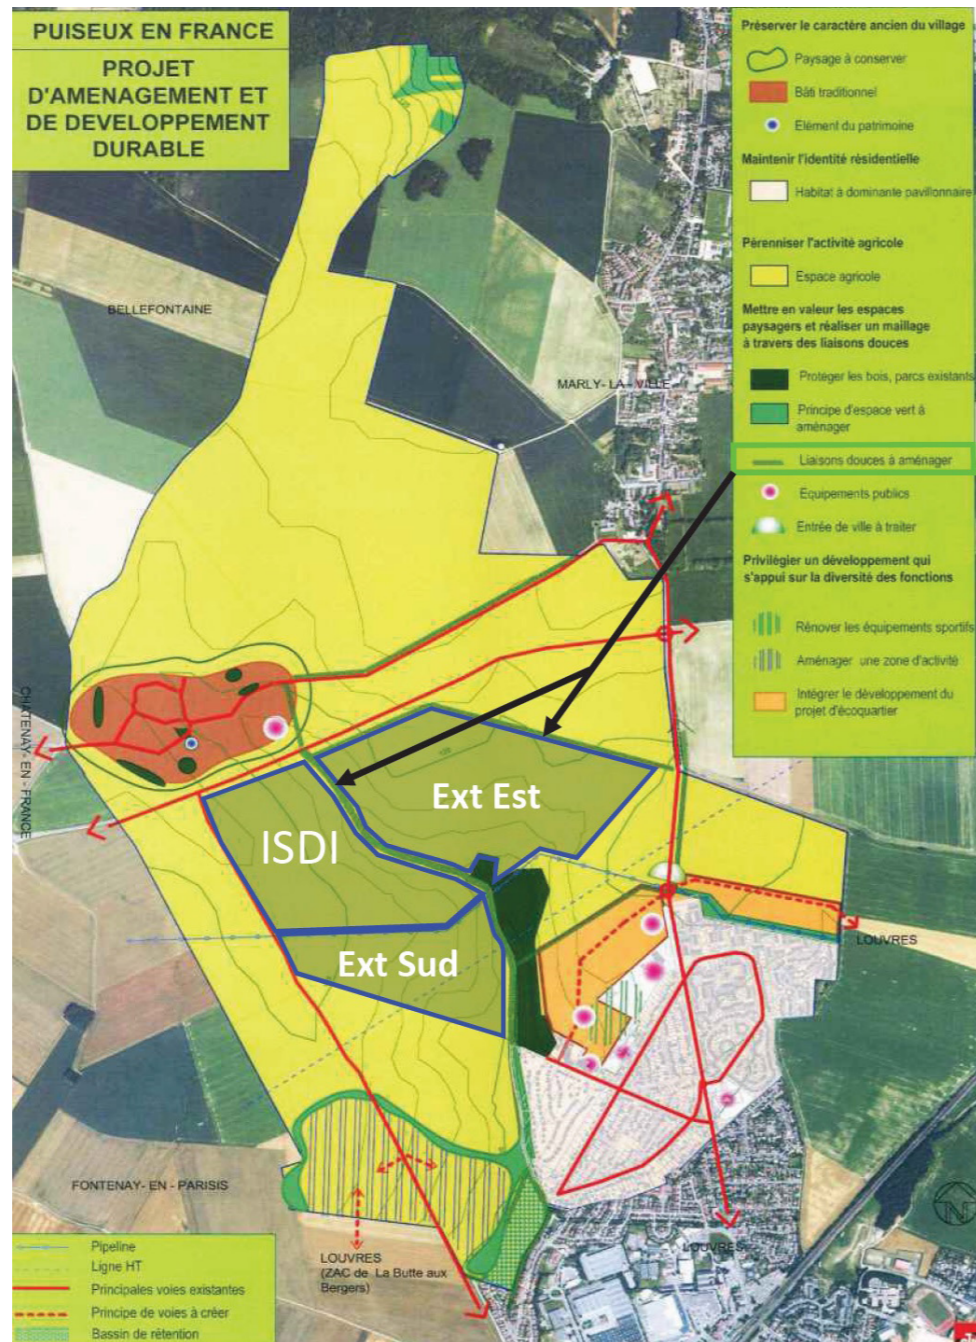 PUISEUX EN FRANCE
PROJET
D'AMENAGEMENT ET
DE DEVELOPPEMENT
DURABLE
Préserver le caractère ancien du village
Paysage à conserver
Bâti traditionnel
Elément du patrimoine
Maintenir l'identité résidentielle
Habitat à dominante pavillonnaire
Pérenniser l'activité agricole
Espace agricole
Mettre en valeur les espaces
paysagers et réaliser un maillage
à travers des liaisons douces
Protéger les bois, parcs existants
Principe d'espace vert à
aménager
Liaisons douces à aménager
Equipements publics
Entrée de ville à traiter
Privilégier un développement qui
s'appui sur la diversité des fonctions
Rénover les équipements sportifs
Aménager une zone d'activité
Intégrer le développement du
projet d'écoquartier
BELLEFONTAINE
MARLY- LA - VILLE
CHATENAY- EN - FRANCE
Ext Est
ISDI
Ext Sud
LOUVRES
FONTENAY- EN - PARISIS
LOUVRES
(ZAC de La Butte aux
Bergers)
LOUVRES
N
Pipeline
Ligne HT
Principales voies existantes
Principe de voies à créer
Bassin de rétention